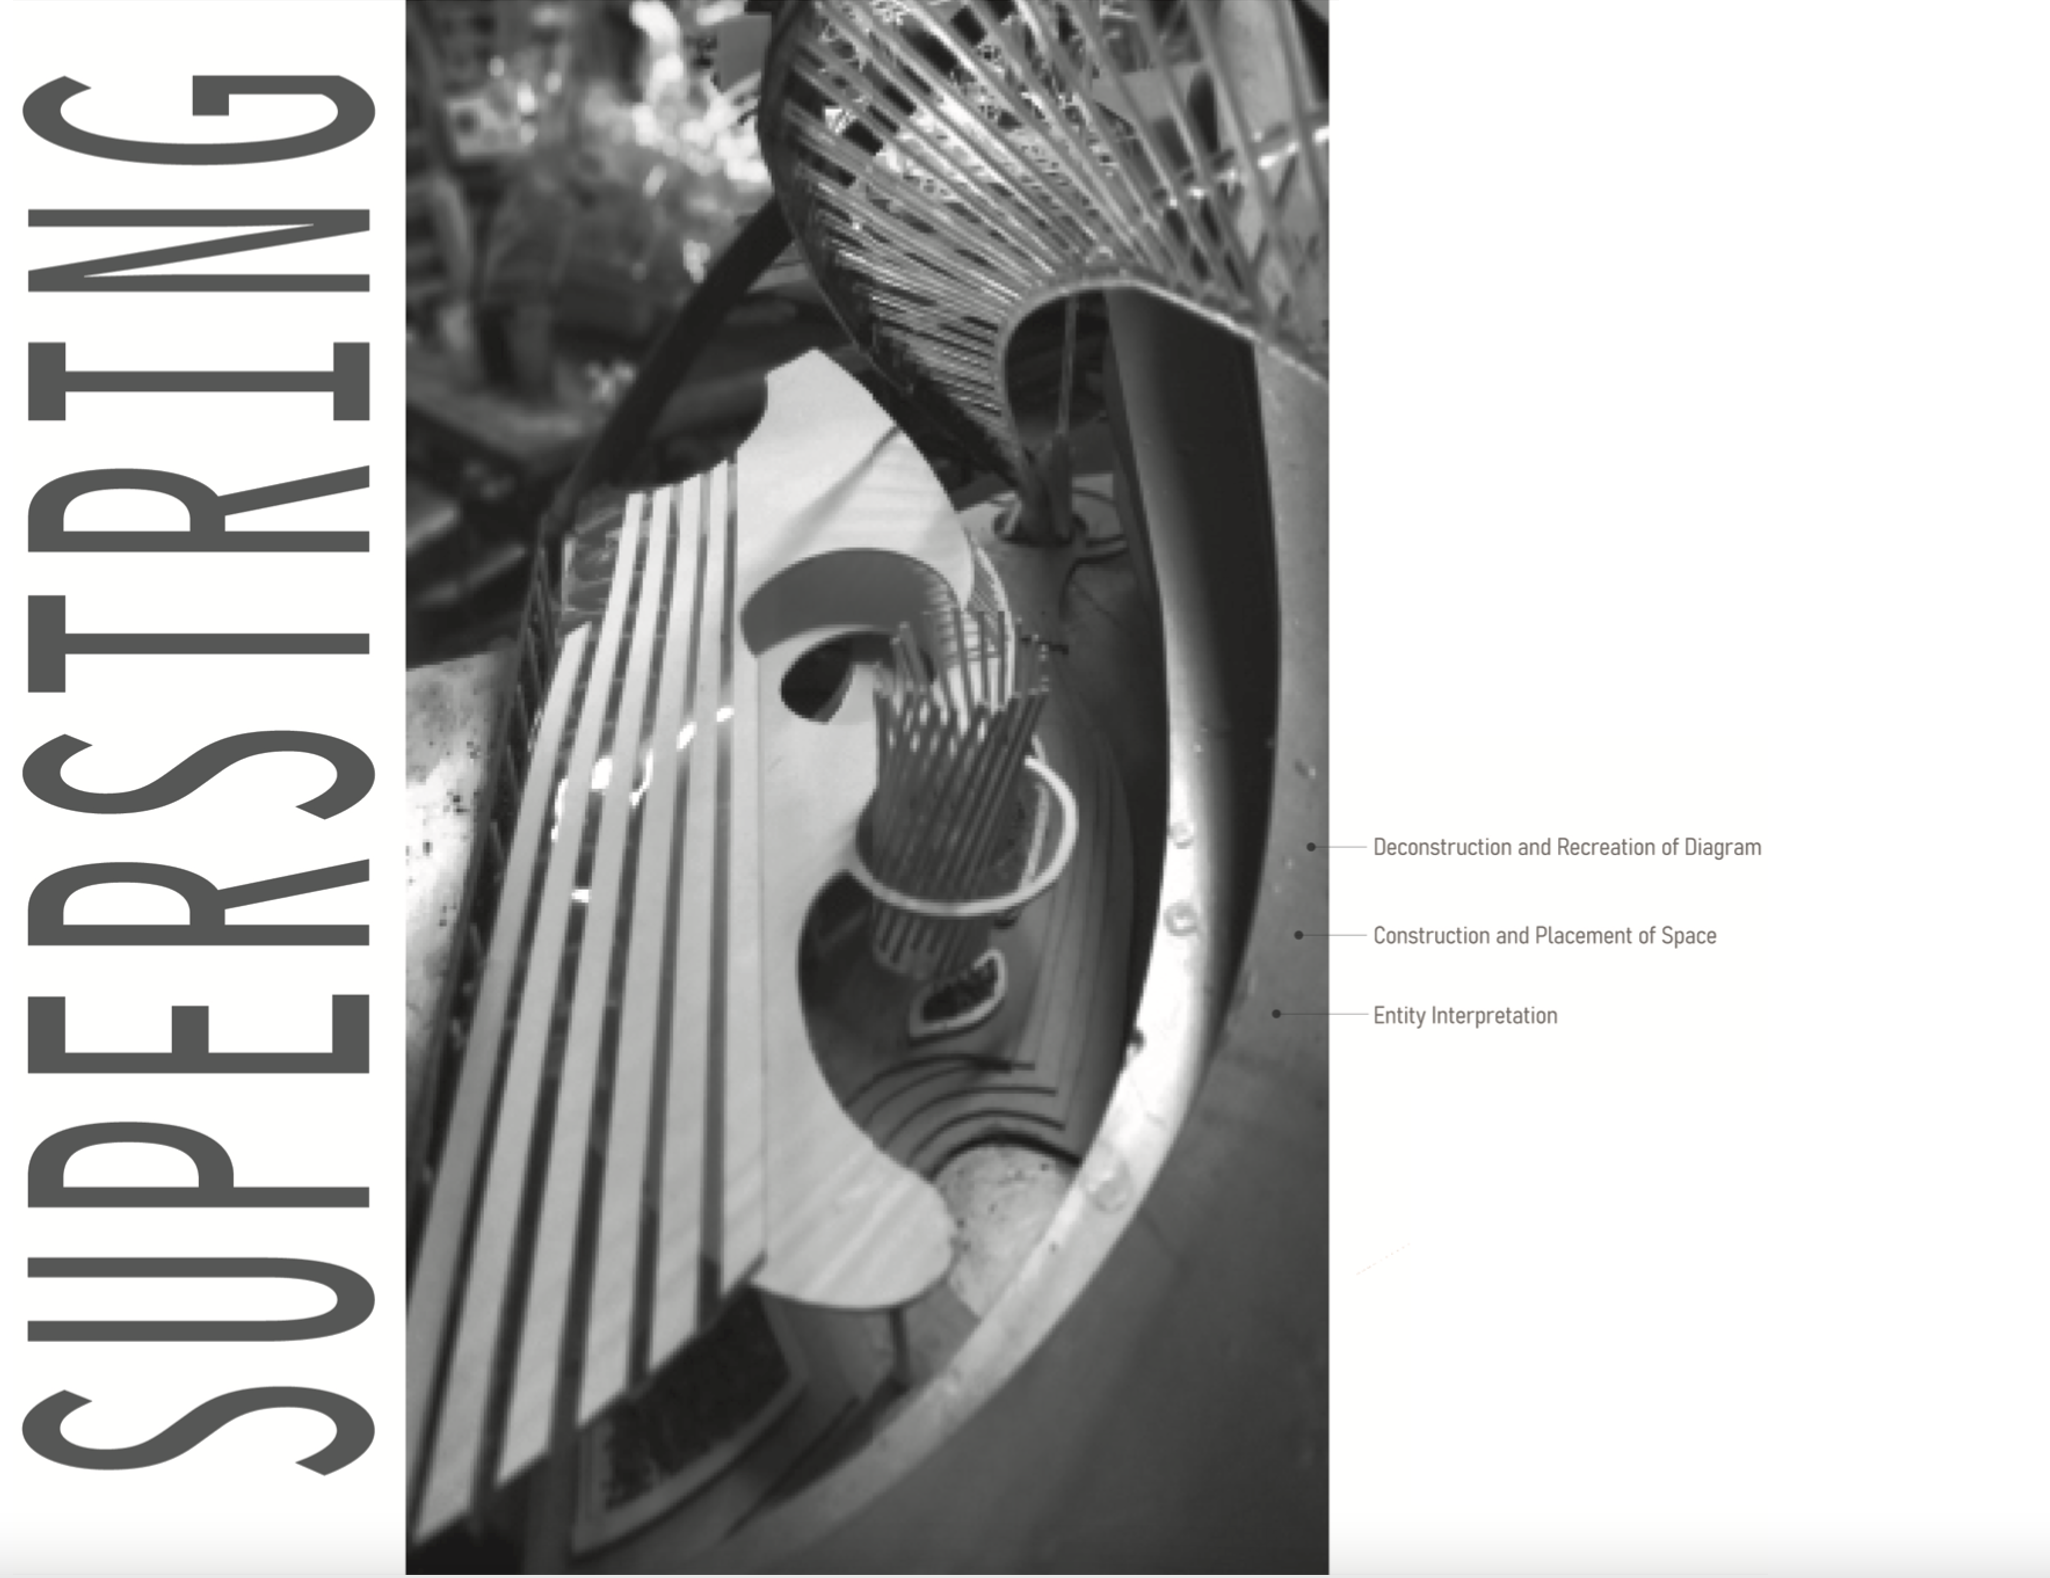 SUPERSTRING
Deconstruction and Recreation of Diagram
Construction and Placement of Space
Entity Interpretation